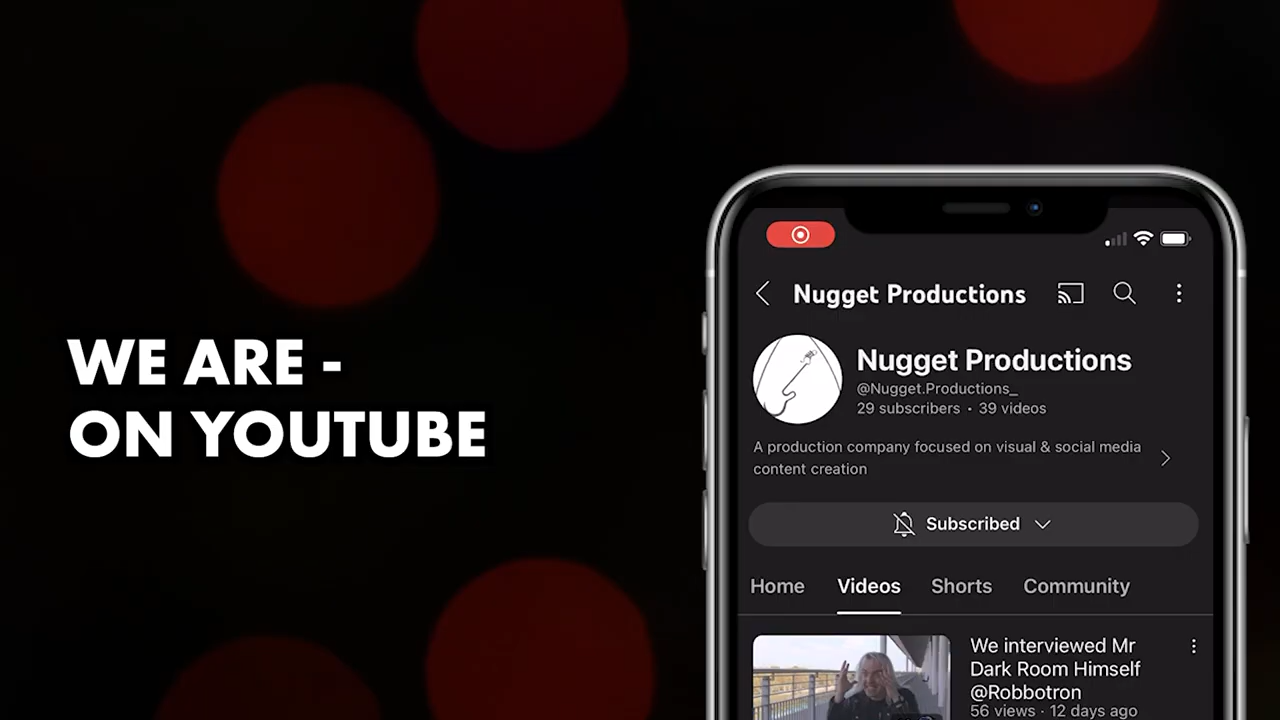 WE ARE -
ON YOUTUBE
Nugget Productions
Nugget Productions
@Nugget.Productions_
29 subscribers · 39 videos
A production company focused on visual & social media
content creation
Subscribed
Home Videos Shorts Community
We interviewed Mr
Dark Room Himself
@Robbotron
56 views · 12 days ago